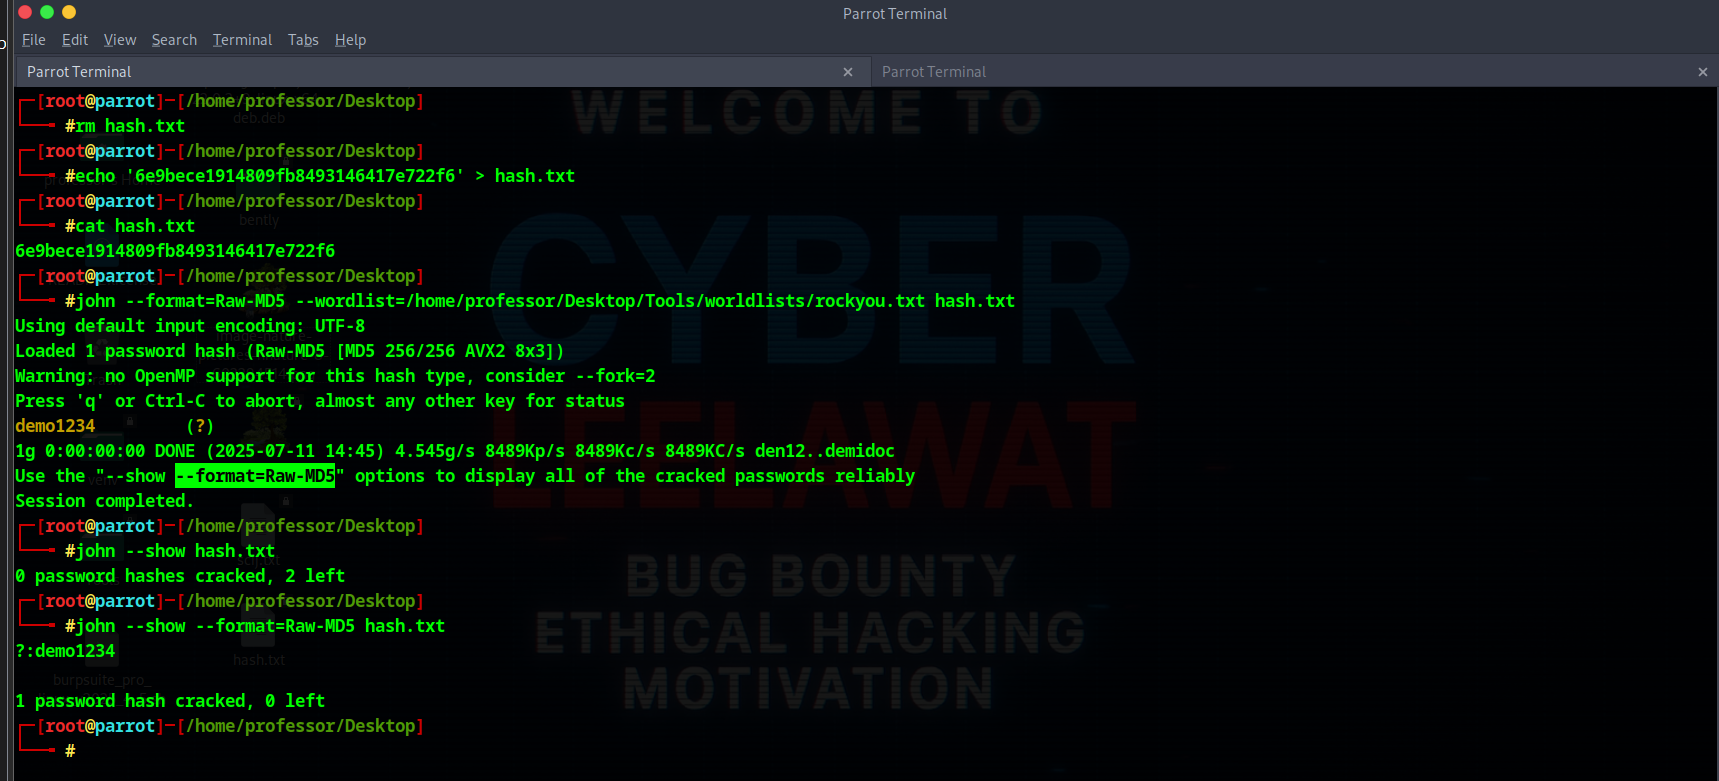 Parrot Terminal
File Edit View Search Terminal Tabs Help
Parrot Terminal × Parrot Terminal ×
┌─[root@parrot]─[/home/professor/Desktop]
└──╼ #rm hash.txt
┌─[root@parrot]─[/home/professor/Desktop]
└──╼ #echo '6e9bece1914809fb8493146417e722f6' > hash.txt
┌─[root@parrot]─[/home/professor/Desktop]
└──╼ #cat hash.txt
6e9bece1914809fb8493146417e722f6
┌─[root@parrot]─[/home/professor/Desktop]
└──╼ #john --format=Raw-MD5 --wordlist=/home/professor/Desktop/Tools/worldlists/rockyou.txt hash.txt
Using default input encoding: UTF-8
Loaded 1 password hash (Raw-MD5 [MD5 256/256 AVX2 8x3])
Warning: no OpenMP support for this hash type, consider --fork=2
Press 'q' or Ctrl-C to abort, almost any other key for status
demo1234         (?)
1g 0:00:00:00 DONE (2025-07-11 14:45) 4.545g/s 8489Kp/s 8489Kc/s 8489KC/s den12..demidoc
Use the "--show --format=Raw-MD5" options to display all of the cracked passwords reliably
Session completed.
┌─[root@parrot]─[/home/professor/Desktop]
└──╼ #john --show hash.txt
0 password hashes cracked, 2 left
┌─[root@parrot]─[/home/professor/Desktop]
└──╼ #john --show --format=Raw-MD5 hash.txt
?:demo1234
1 password hash cracked, 0 left
┌─[root@parrot]─[/home/professor/Desktop]
└──╼ #
WELCOME TO
CYBER
LEELAWAT
BUG BOUNTY
ETHICAL HACKING
MOTIVATION
deb.deb
bently
hash.txt
burpsuite_pro_